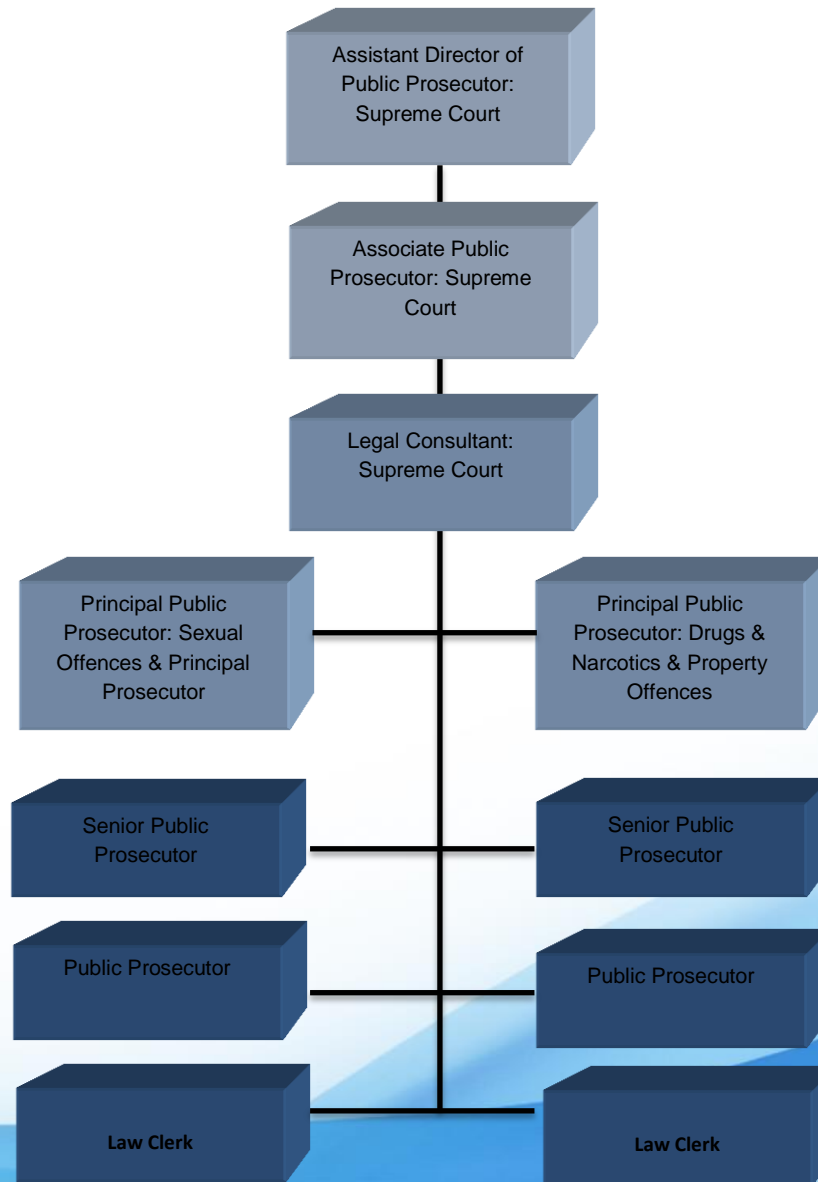 Assistant Director of
Public Prosecutor:
Supreme Court
Associate Public
Prosecutor: Supreme
Court
Legal Consultant:
Supreme Court
Principal Public
Prosecutor: Sexual
Offences & Principal
Prosecutor
Principal Public
Prosecutor: Drugs &
Narcotics & Property
Offences
Senior Public
Prosecutor
Senior Public
Prosecutor
Public Prosecutor
Public Prosecutor
Law Clerk
Law Clerk